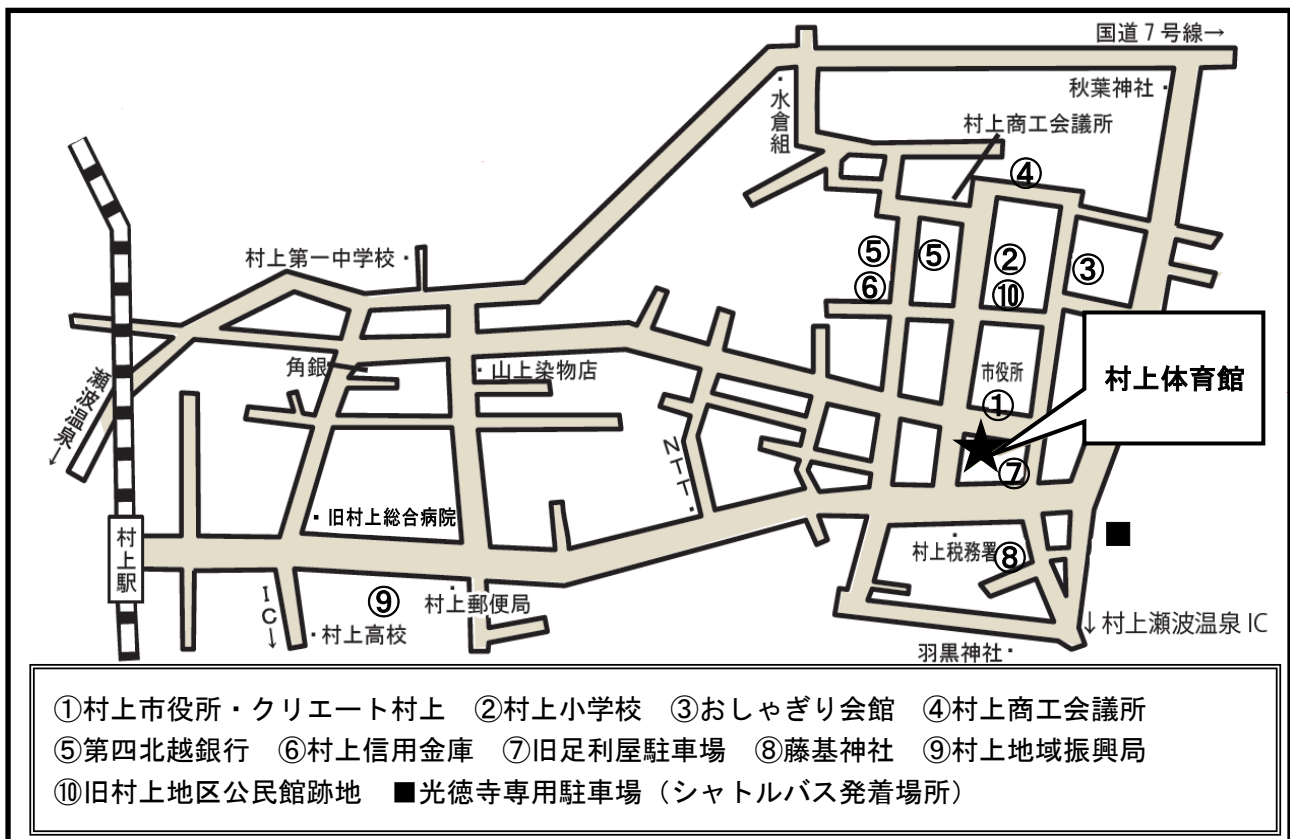 国道７号線→
秋葉神社
水倉組
村上商工会議所
④
村上第一中学校
⑤
⑤
②
③
⑥
⑩
角銀
山上染物店
市役所
村上体育館
瀬波温泉→
①
NTT
⑦
旧村上総合病院
村上税務署
⑧
村上駅
IC→
⑨
村上郵便局
村上高校
↓村上瀬波温泉 IC
羽黒神社
①村上市役所・クリエート村上 ②村上小学校 ③おしゃぎり会館 ④村上商工会議所
⑤第四北越銀行 ⑥村上信用金庫 ⑦旧足利屋駐車場 ⑧藤基神社 ⑨村上地域振興局
⑩旧村上地区公民館跡地 ■光徳寺専用駐車場（シャトルバス発着場所）